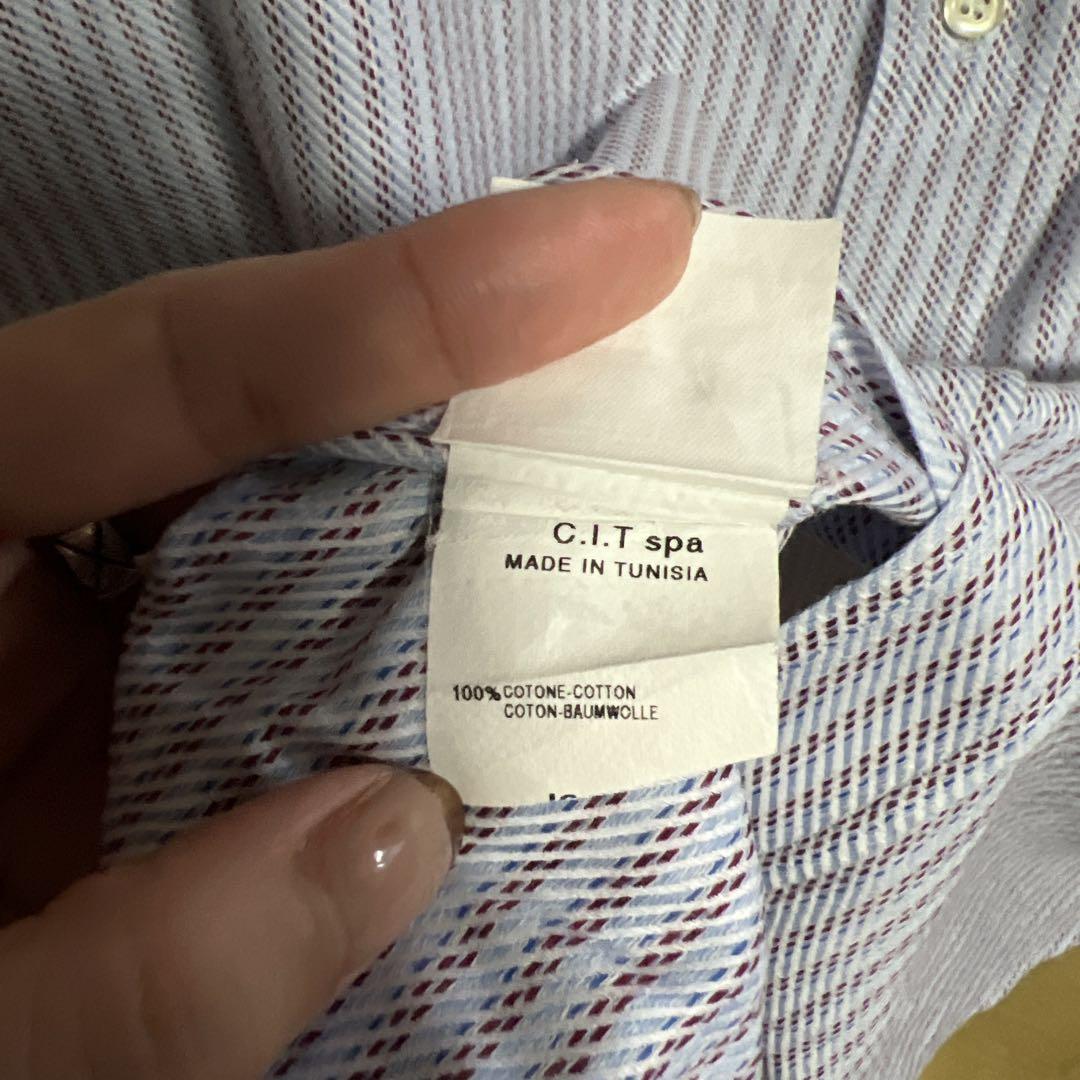 C.I.T spa
MADE IN TUNISIA
100% COTONE-COTTON
COTON-BAUMWOLLE